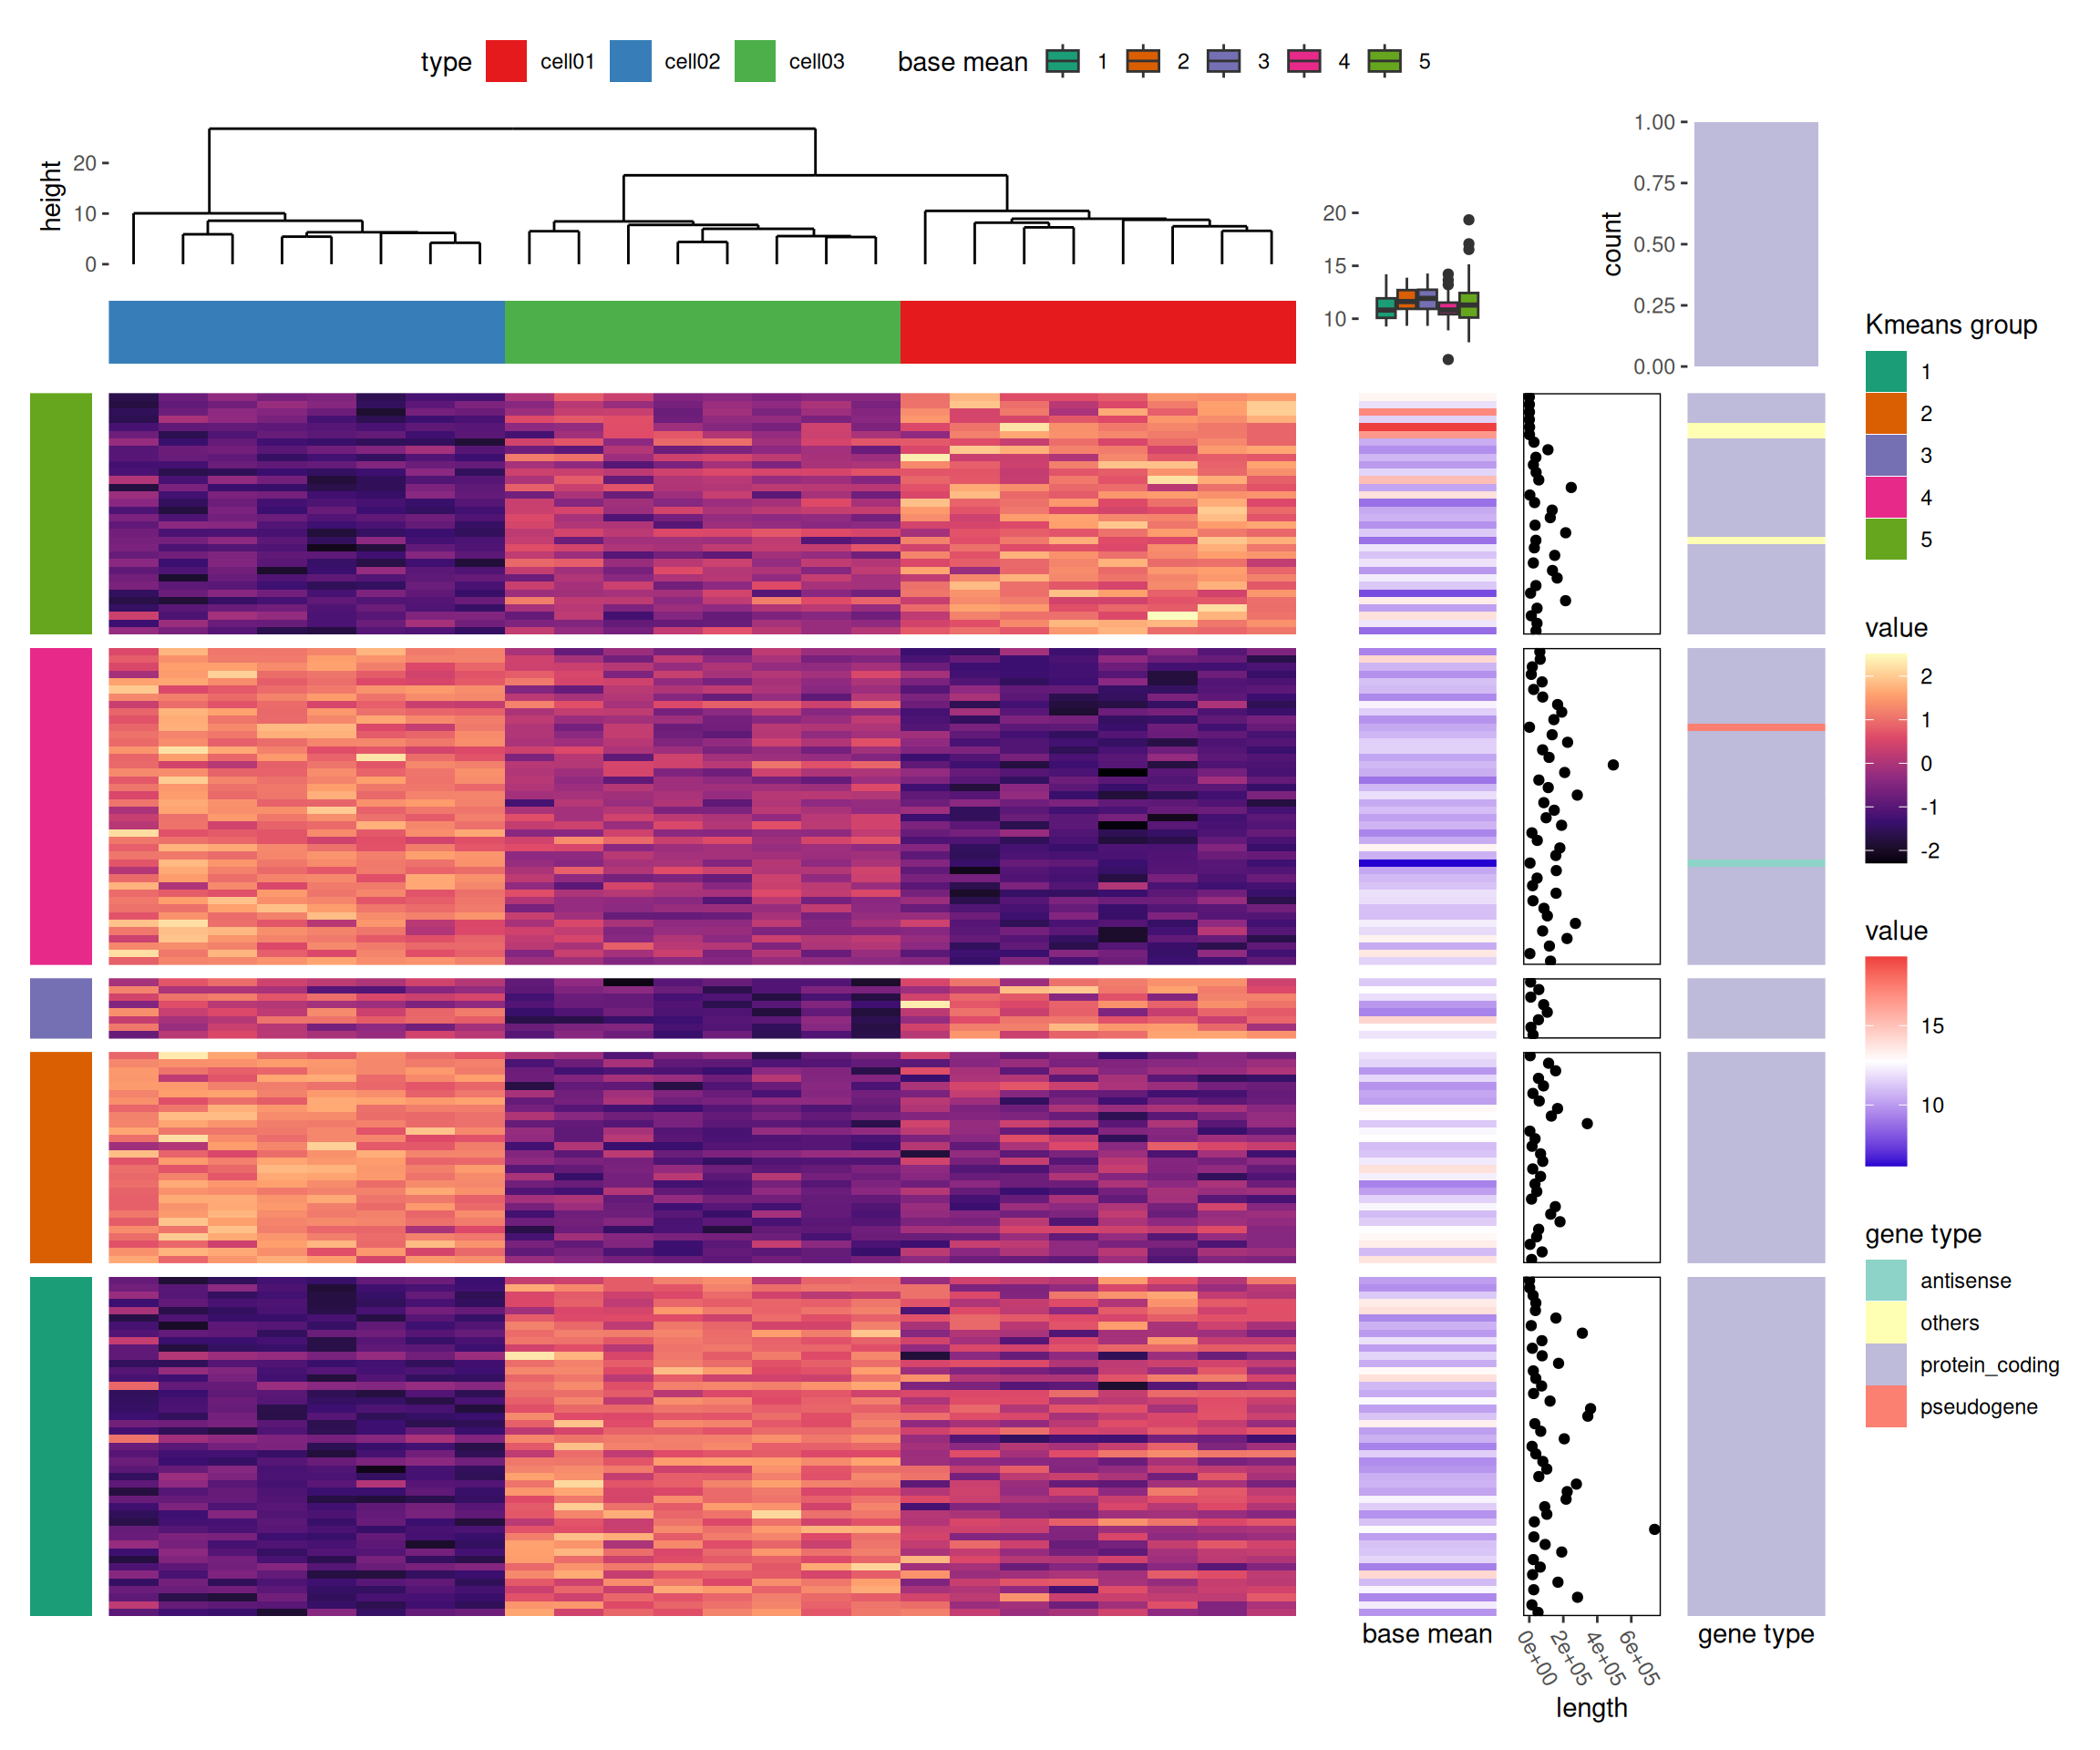 type cell01 cell02 cell03 base mean 1 2 3 4 5
height
20
10
0
20
15
10
count
1.00
0.75
0.50
0.25
0.00
Kmeans group
1
2
3
4
5
value
2
1
0
-1
-2
value
15
10
gene type
antisense
others
protein_coding
pseudogene
base mean
0e+00 2e+05 4e+05 6e+05
length
gene type